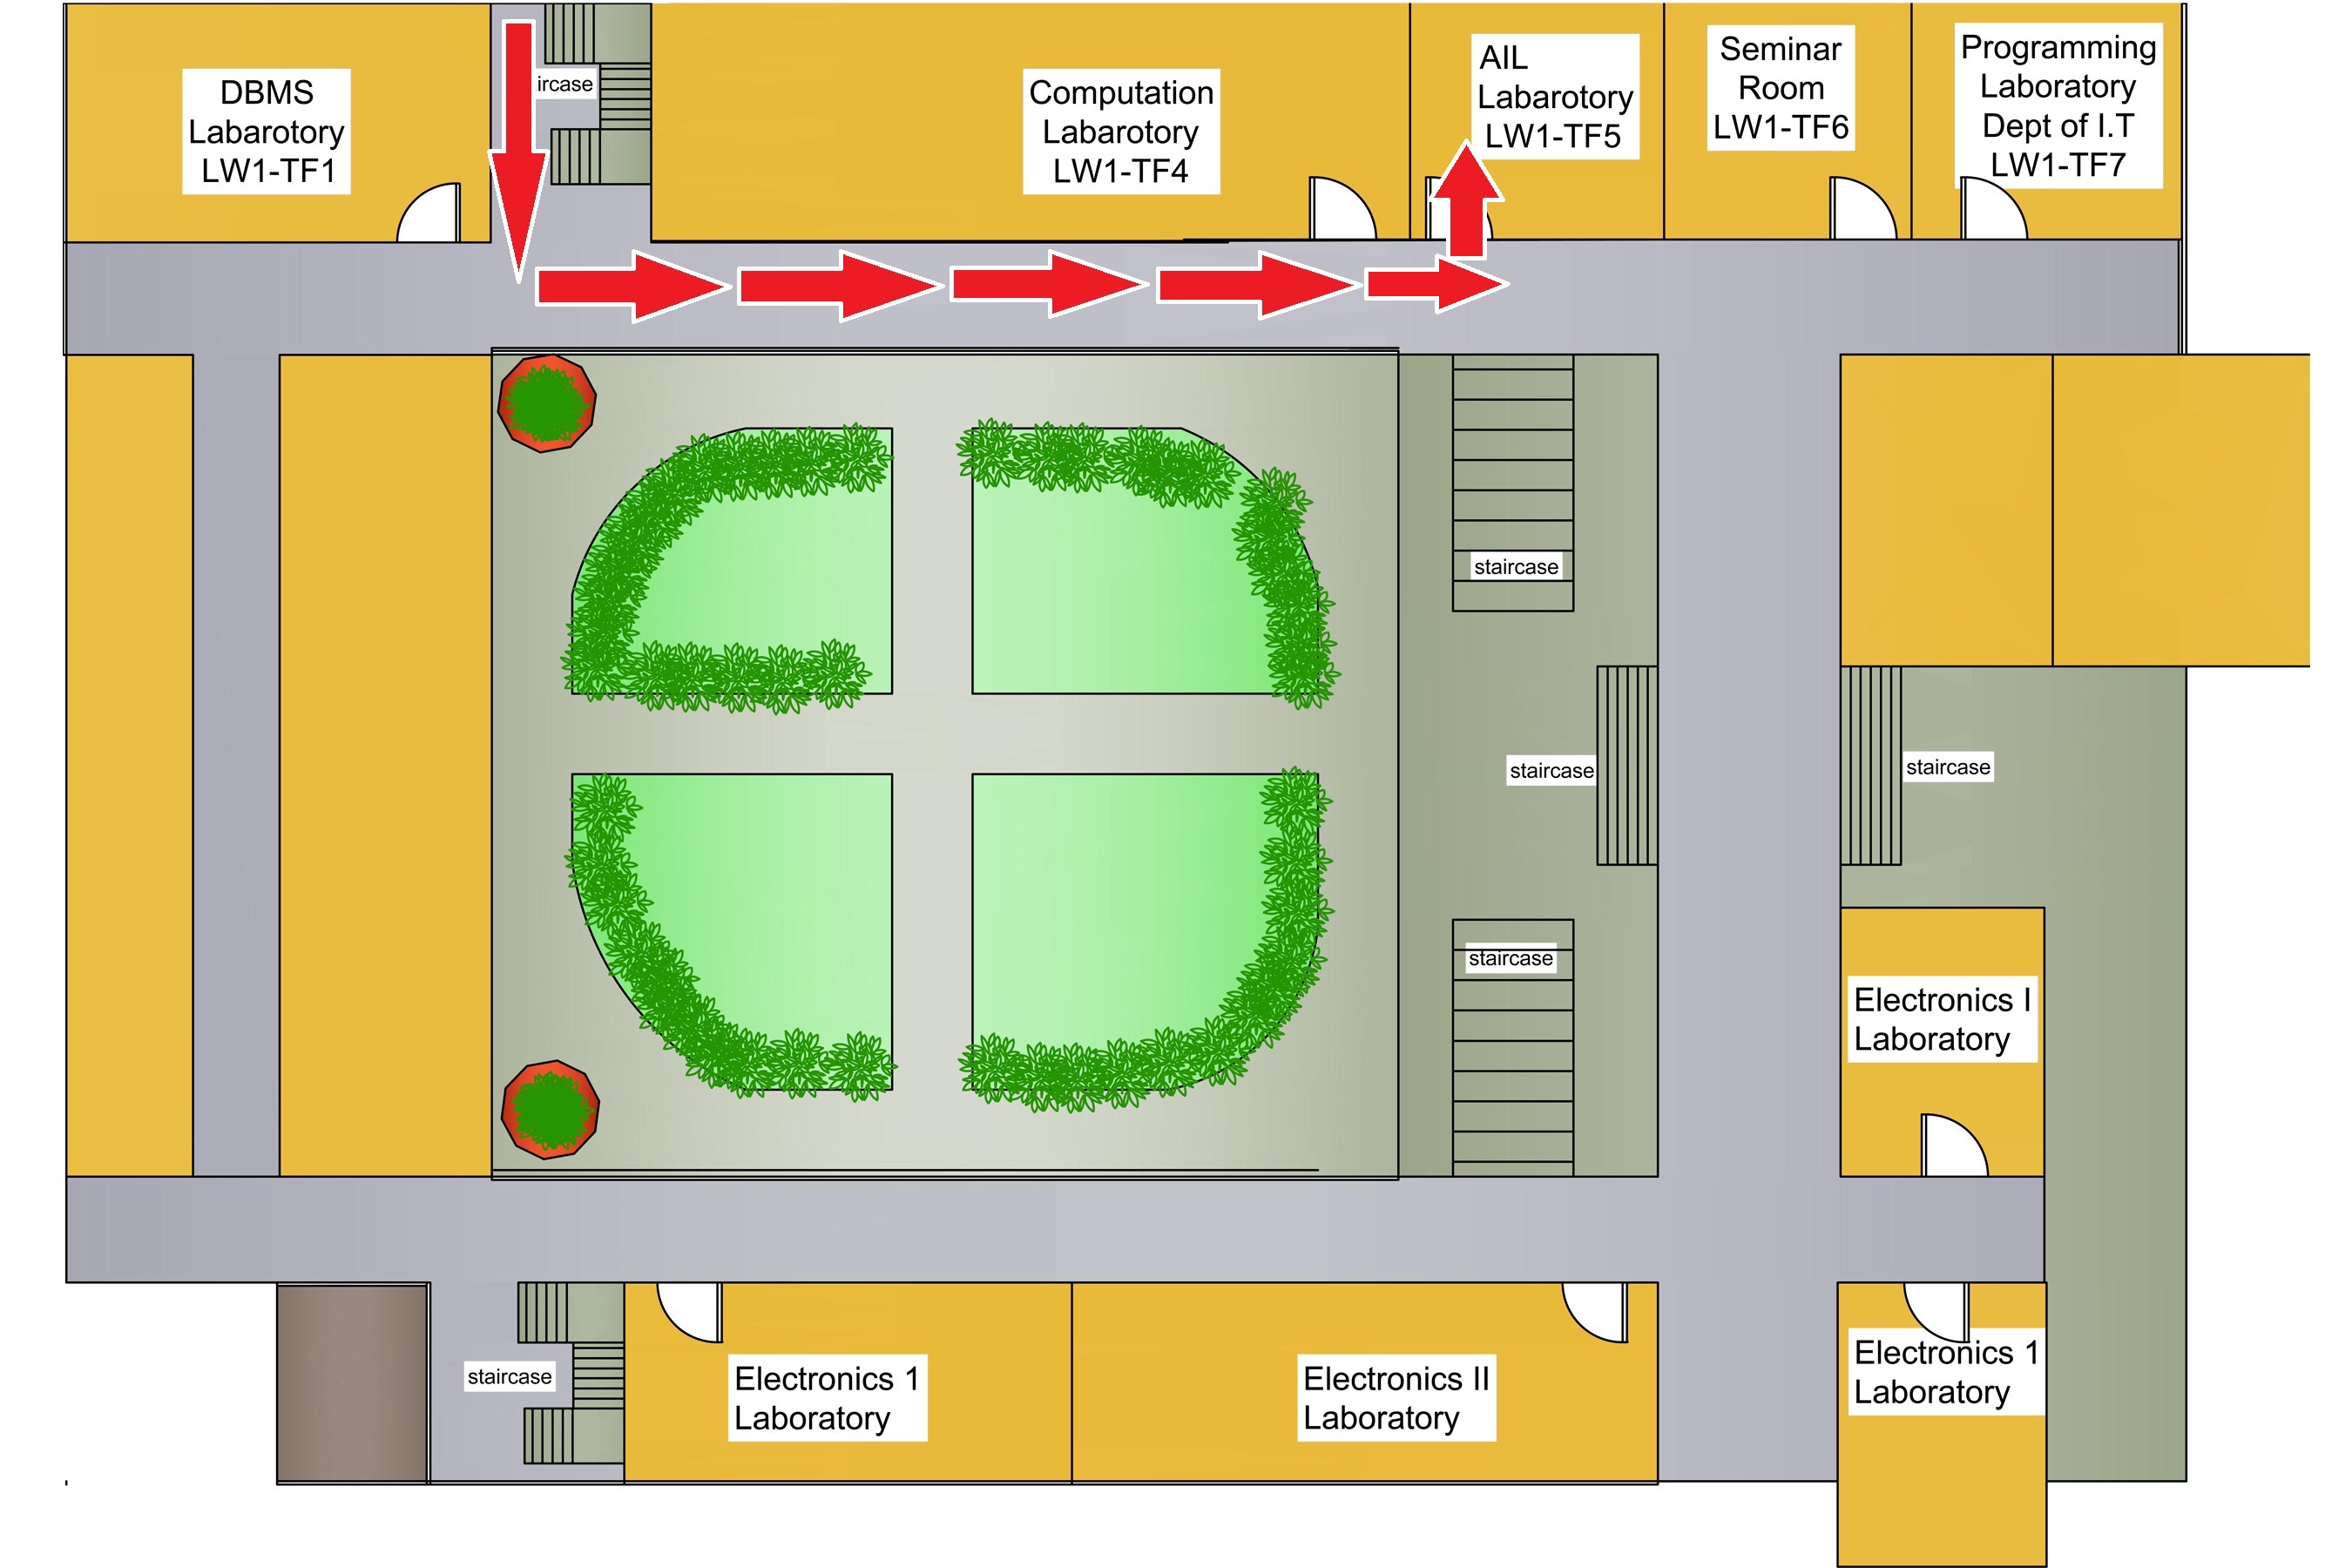 DBMS
Labarotory
LW1-TF1
ircase
Computation
Labarotory
LW1-TF4
AIL
Labarotory
LW1-TF5
Seminar
Room
LW1-TF6
Programming
Laboratory
Dept of I.T
LW1-TF7
staircase
staircase
staircase
staircase
Electronics I
Laboratory
staircase
Electronics 1
Laboratory
Electronics II
Laboratory
Electronics 1
Laboratory